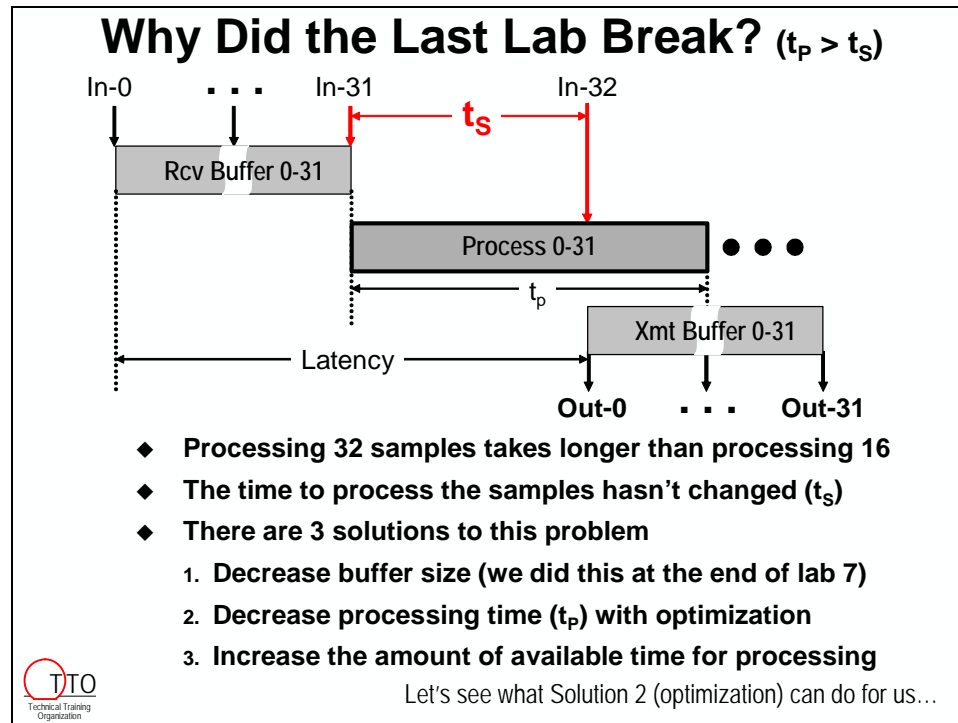 Why Did the Last Lab Break? (tP > tS)
In-0 . . . In-31 In-32
tS
Rcv Buffer 0-31
Process 0-31
tp
Xmt Buffer 0-31
Latency
Out-0 . . . Out-31
◆ Processing 32 samples takes longer than processing 16
◆ The time to process the samples hasn't changed (tS)
◆ There are 3 solutions to this problem
1. Decrease buffer size (we did this at the end of lab 7)
2. Decrease processing time (tP) with optimization
3. Increase the amount of available time for processing
TTO
Technical Training
Organization
Let's see what Solution 2 (optimization) can do for us…